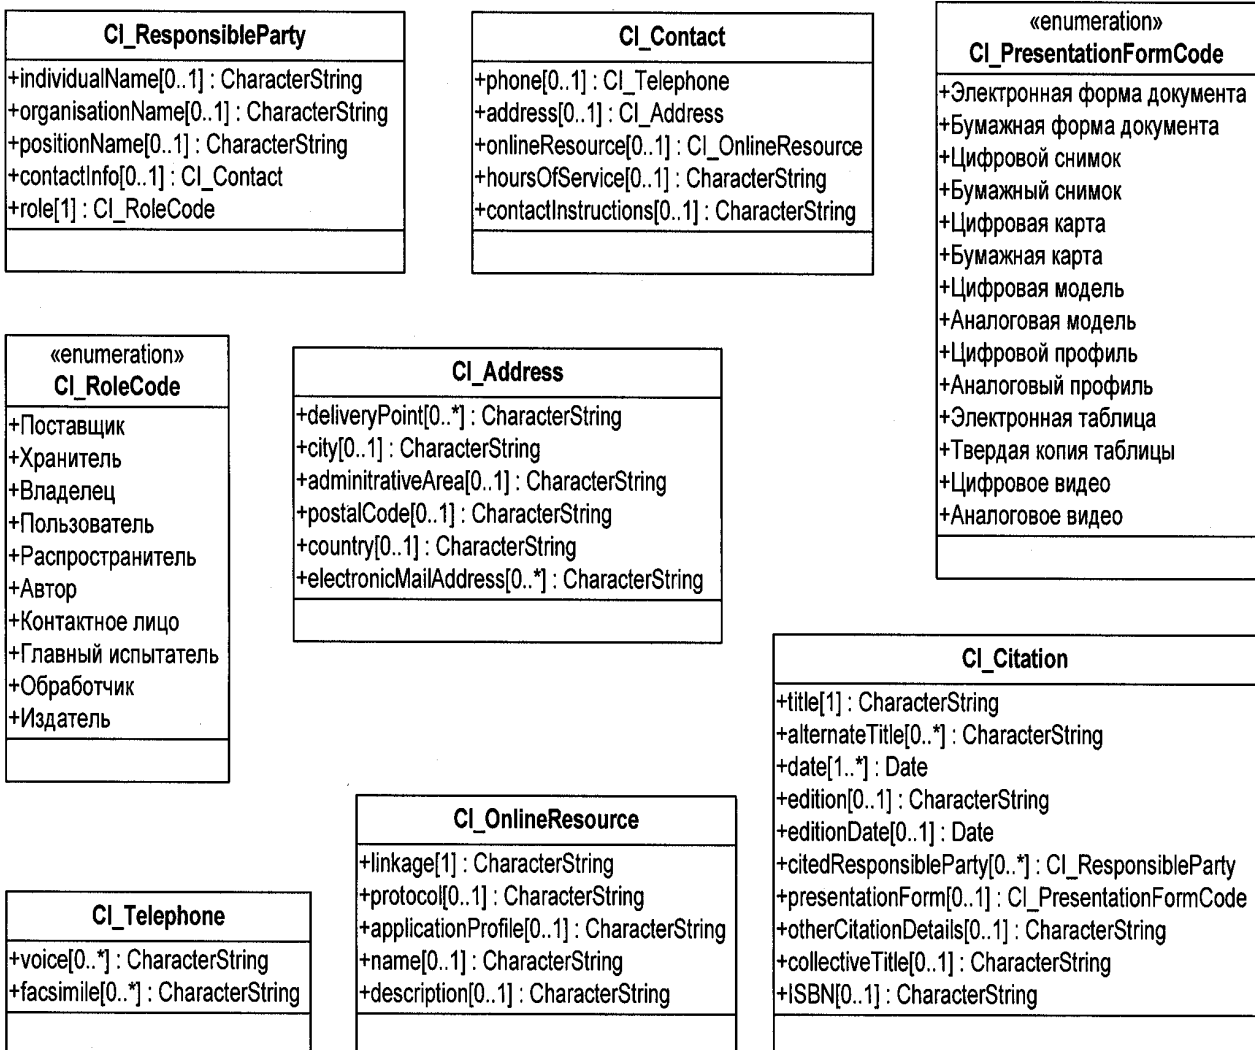 CI_ResponsibleParty
+individualName[0..1] : CharacterString
+organisationName[0..1] : CharacterString
+positionName[0..1] : CharacterString
+contactInfo[0..1] : CI_Contact
+role[1] : CI_RoleCode
CI_Contact
+phone[0..1] : CI_Telephone
+address[0..1] : CI_Address
+onlineResource[0..1] : CI_OnlineResource
+hoursOfService[0..1] : CharacterString
+contactInstructions[0..1] : CharacterString
«enumeration»
CI_PresentationFormCode
+Электронная форма документа
+Бумажная форма документа
+Цифровой снимок
+Бумажный снимок
+Цифровая карта
+Бумажная карта
+Цифровая модель
+Аналоговая модель
+Цифровой профиль
+Аналоговый профиль
+Электронная таблица
+Твердая копия таблицы
+Цифровое видео
+Аналоговое видео
«enumeration»
CI_RoleCode
+Поставщик
+Хранитель
+Владелец
+Пользователь
+Распространитель
+Автор
+Контактное лицо
+Главный испытатель
+Обработчик
+Издатель
CI_Address
+deliveryPoint[0..*] : CharacterString
+city[0..1] : CharacterString
+adminitrativeArea[0..1] : CharacterString
+postalCode[0..1] : CharacterString
+country[0..1] : CharacterString
+electronicMailAddress[0..*] : CharacterString
CI_Citation
+title[1] : CharacterString
+alternateTitle[0..*] : CharacterString
+date[1..*] : Date
+edition[0..1] : CharacterString
+editionDate[0..1] : Date
+citedResponsibleParty[0..*] : CI_ResponsibleParty
+presentationForm[0..1] : CI_PresentationFormCode
+otherCitationDetails[0..1] : CharacterString
+collectiveTitle[0..1] : CharacterString
+ISBN[0..1] : CharacterString
CI_Telephone
+voice[0..*] : CharacterString
+facsimile[0..*] : CharacterString
CI_OnlineResource
+linkage[1] : CharacterString
+protocol[0..1] : CharacterString
+applicationProfile[0..1] : CharacterString
+name[0..1] : CharacterString
+description[0..1] : CharacterString